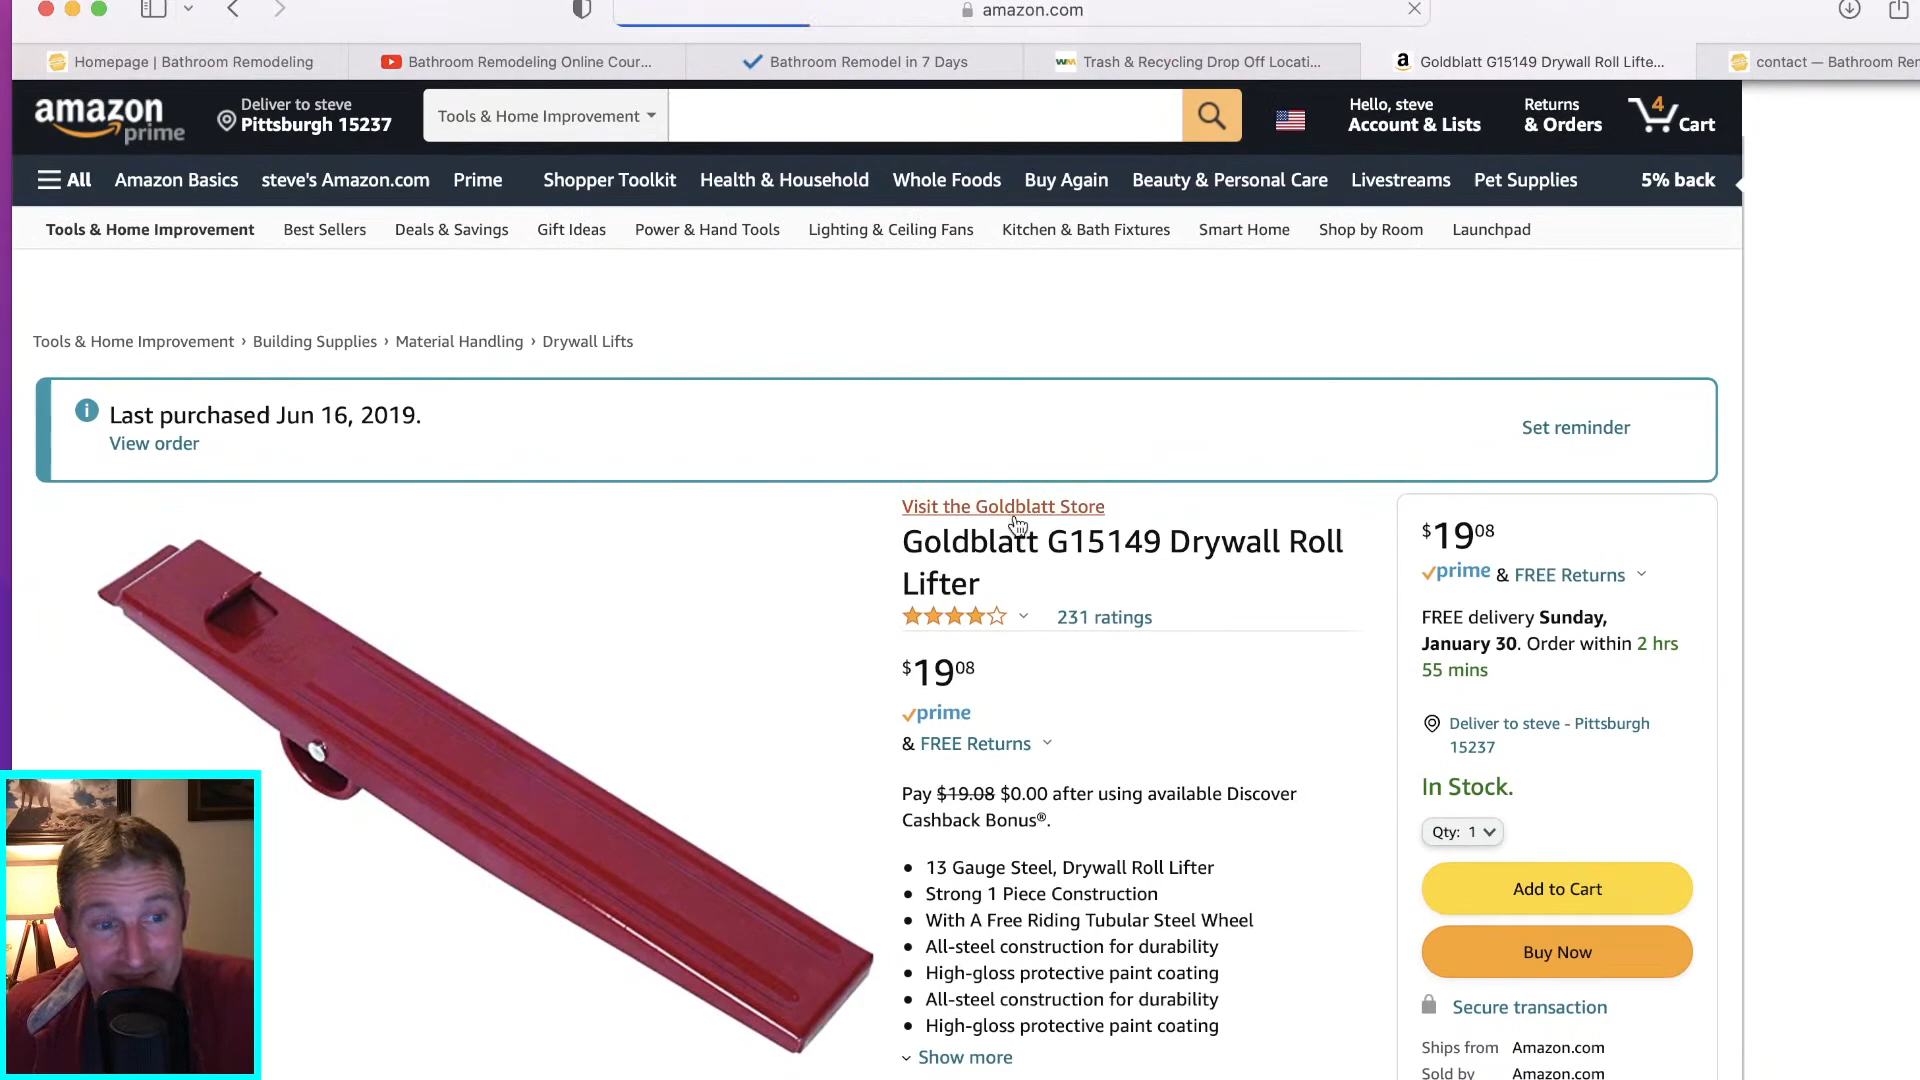 amazon.com
Homepage | Bathroom Remodeling
Bathroom Remodeling Online Cour...
Bathroom Remodel in 7 Days
WM
Trash & Recycling Drop Off Locati...
a
Goldblatt G15149 Drywall Roll Lifte...
contact — Bathroom Rem
amazon
prime
Deliver to steve
Pittsburgh 15237
Tools & Home Improvement
Hello, steve
Account & Lists
Returns
& Orders
4
Cart
All
Amazon Basics
steve's Amazon.com
Prime
Shopper Toolkit
Health & Household
Whole Foods
Buy Again
Beauty & Personal Care
Livestreams
Pet Supplies
5% back
Tools & Home Improvement
Best Sellers
Deals & Savings
Gift Ideas
Power & Hand Tools
Lighting & Ceiling Fans
Kitchen & Bath Fixtures
Smart Home
Shop by Room
Launchpad
Tools & Home Improvement › Building Supplies › Material Handling › Drywall Lifts
i
Last purchased Jun 16, 2019.
View order
Set reminder
Visit the Goldblatt Store
Goldblatt G15149 Drywall Roll
Lifter
231 ratings
$19 08
prime
& FREE Returns
Pay $19.08 $0.00 after using available Discover
Cashback Bonus®.
• 13 Gauge Steel, Drywall Roll Lifter
• Strong 1 Piece Construction
• With A Free Riding Tubular Steel Wheel
• All-steel construction for durability
• High-gloss protective paint coating
• All-steel construction for durability
• High-gloss protective paint coating
Show more
$19 08
prime & FREE Returns
FREE delivery Sunday,
January 30. Order within 2 hrs
55 mins
Deliver to steve - Pittsburgh
15237
In Stock.
Qty: 1
Add to Cart
Buy Now
Secure transaction
Ships from Amazon.com
Sold by Amazon.com